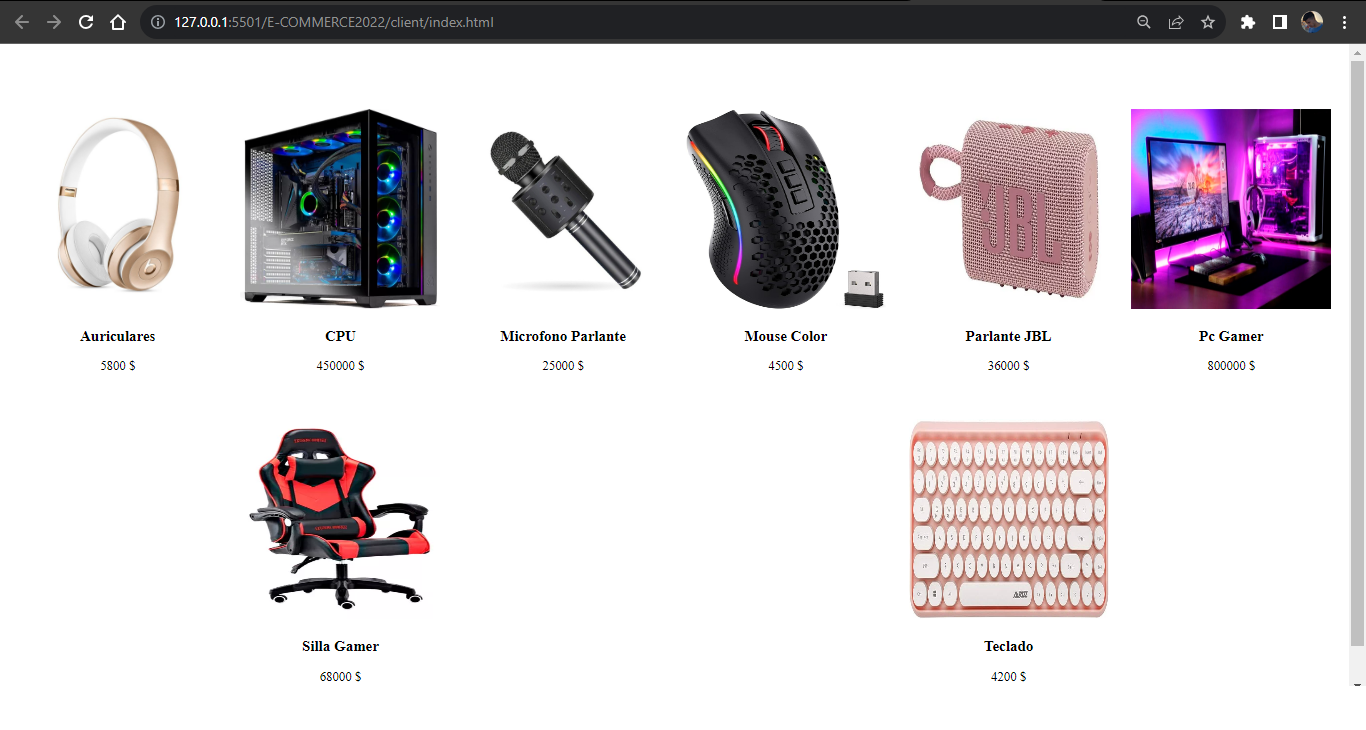 127.0.0.1:5501/E-COMMERCE2022/client/index.html
JBL
Auriculares
CPU
Microfono Parlante
Mouse Color
Parlante JBL
Pc Gamer
5800 $
450000 $
25000 $
4500 $
36000 $
800000 $
Silla Gamer
Teclado
68000 $
4200 $